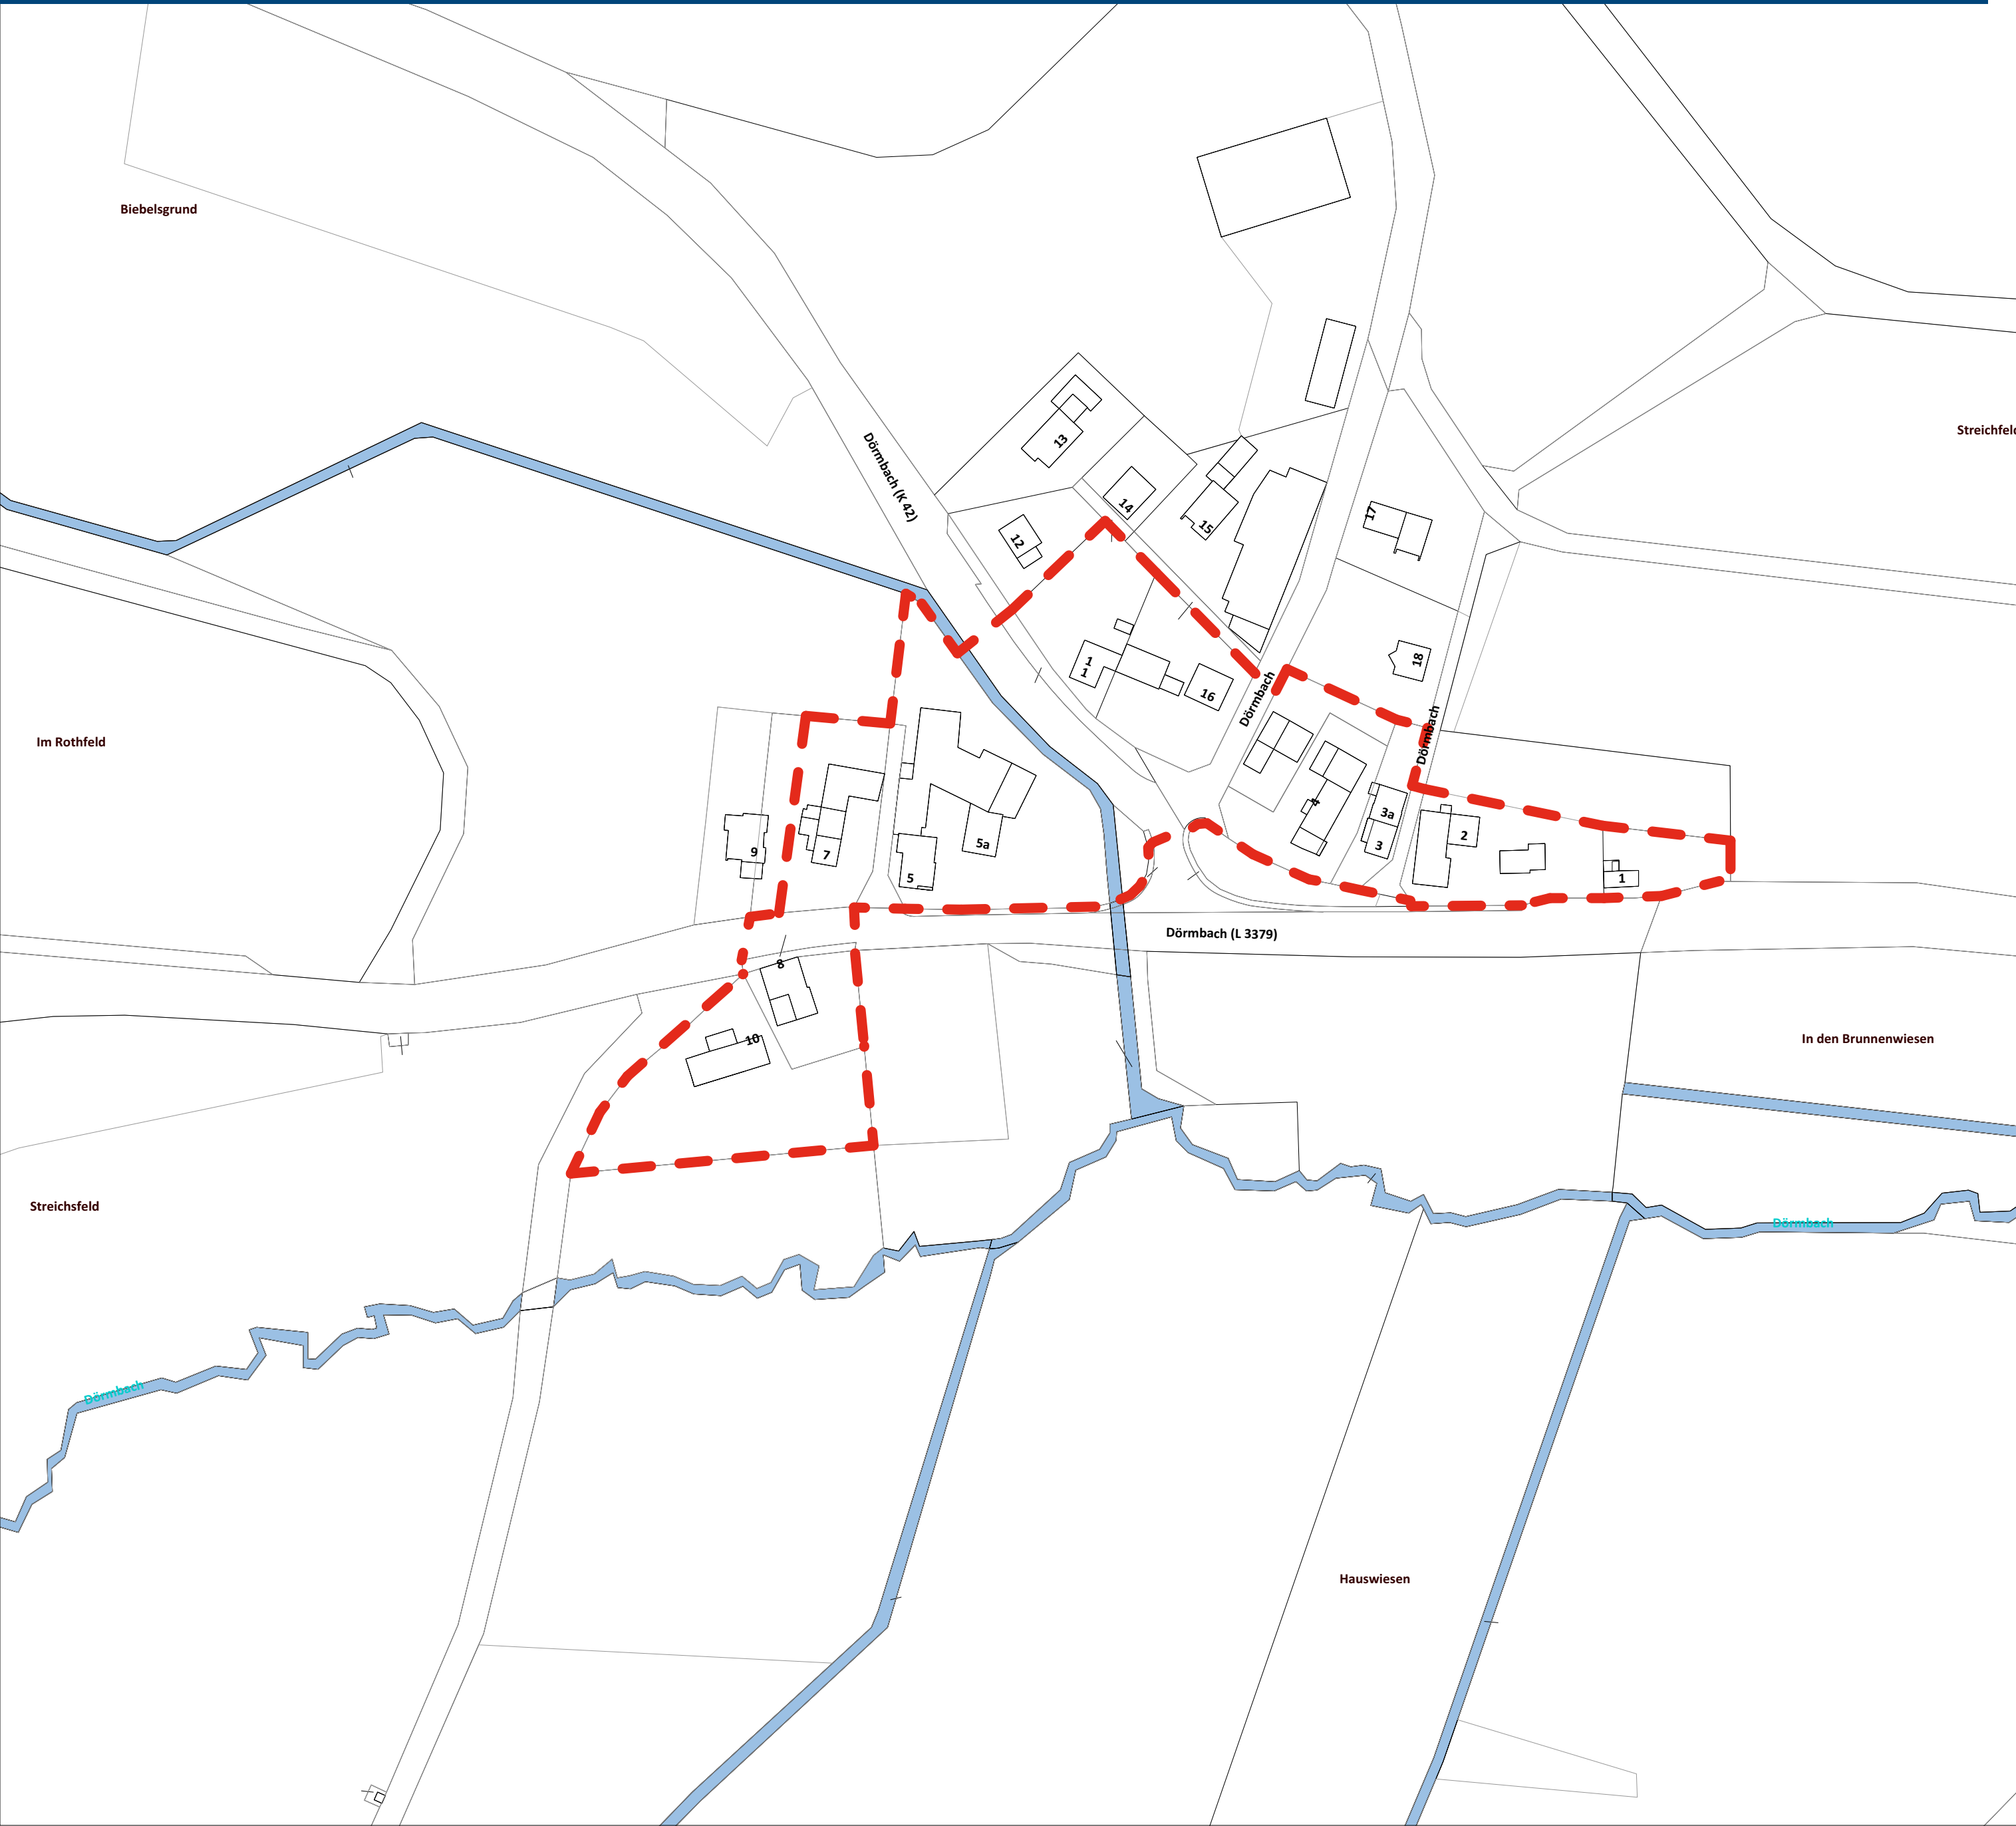 Biebelsgrund
Streichfeld
Dörmbach (K 42)
13
14
15
17
12
18
1
1
16
Dörmbach
Dörmbach
Im Rothfeld
4
3a
3
2
1
9
7
5
5a
Dörmbach (L 3379)
8
10
In den Brunnenwiesen
Streichsfeld
Dörmbach
Dörmbach
Hauswiesen